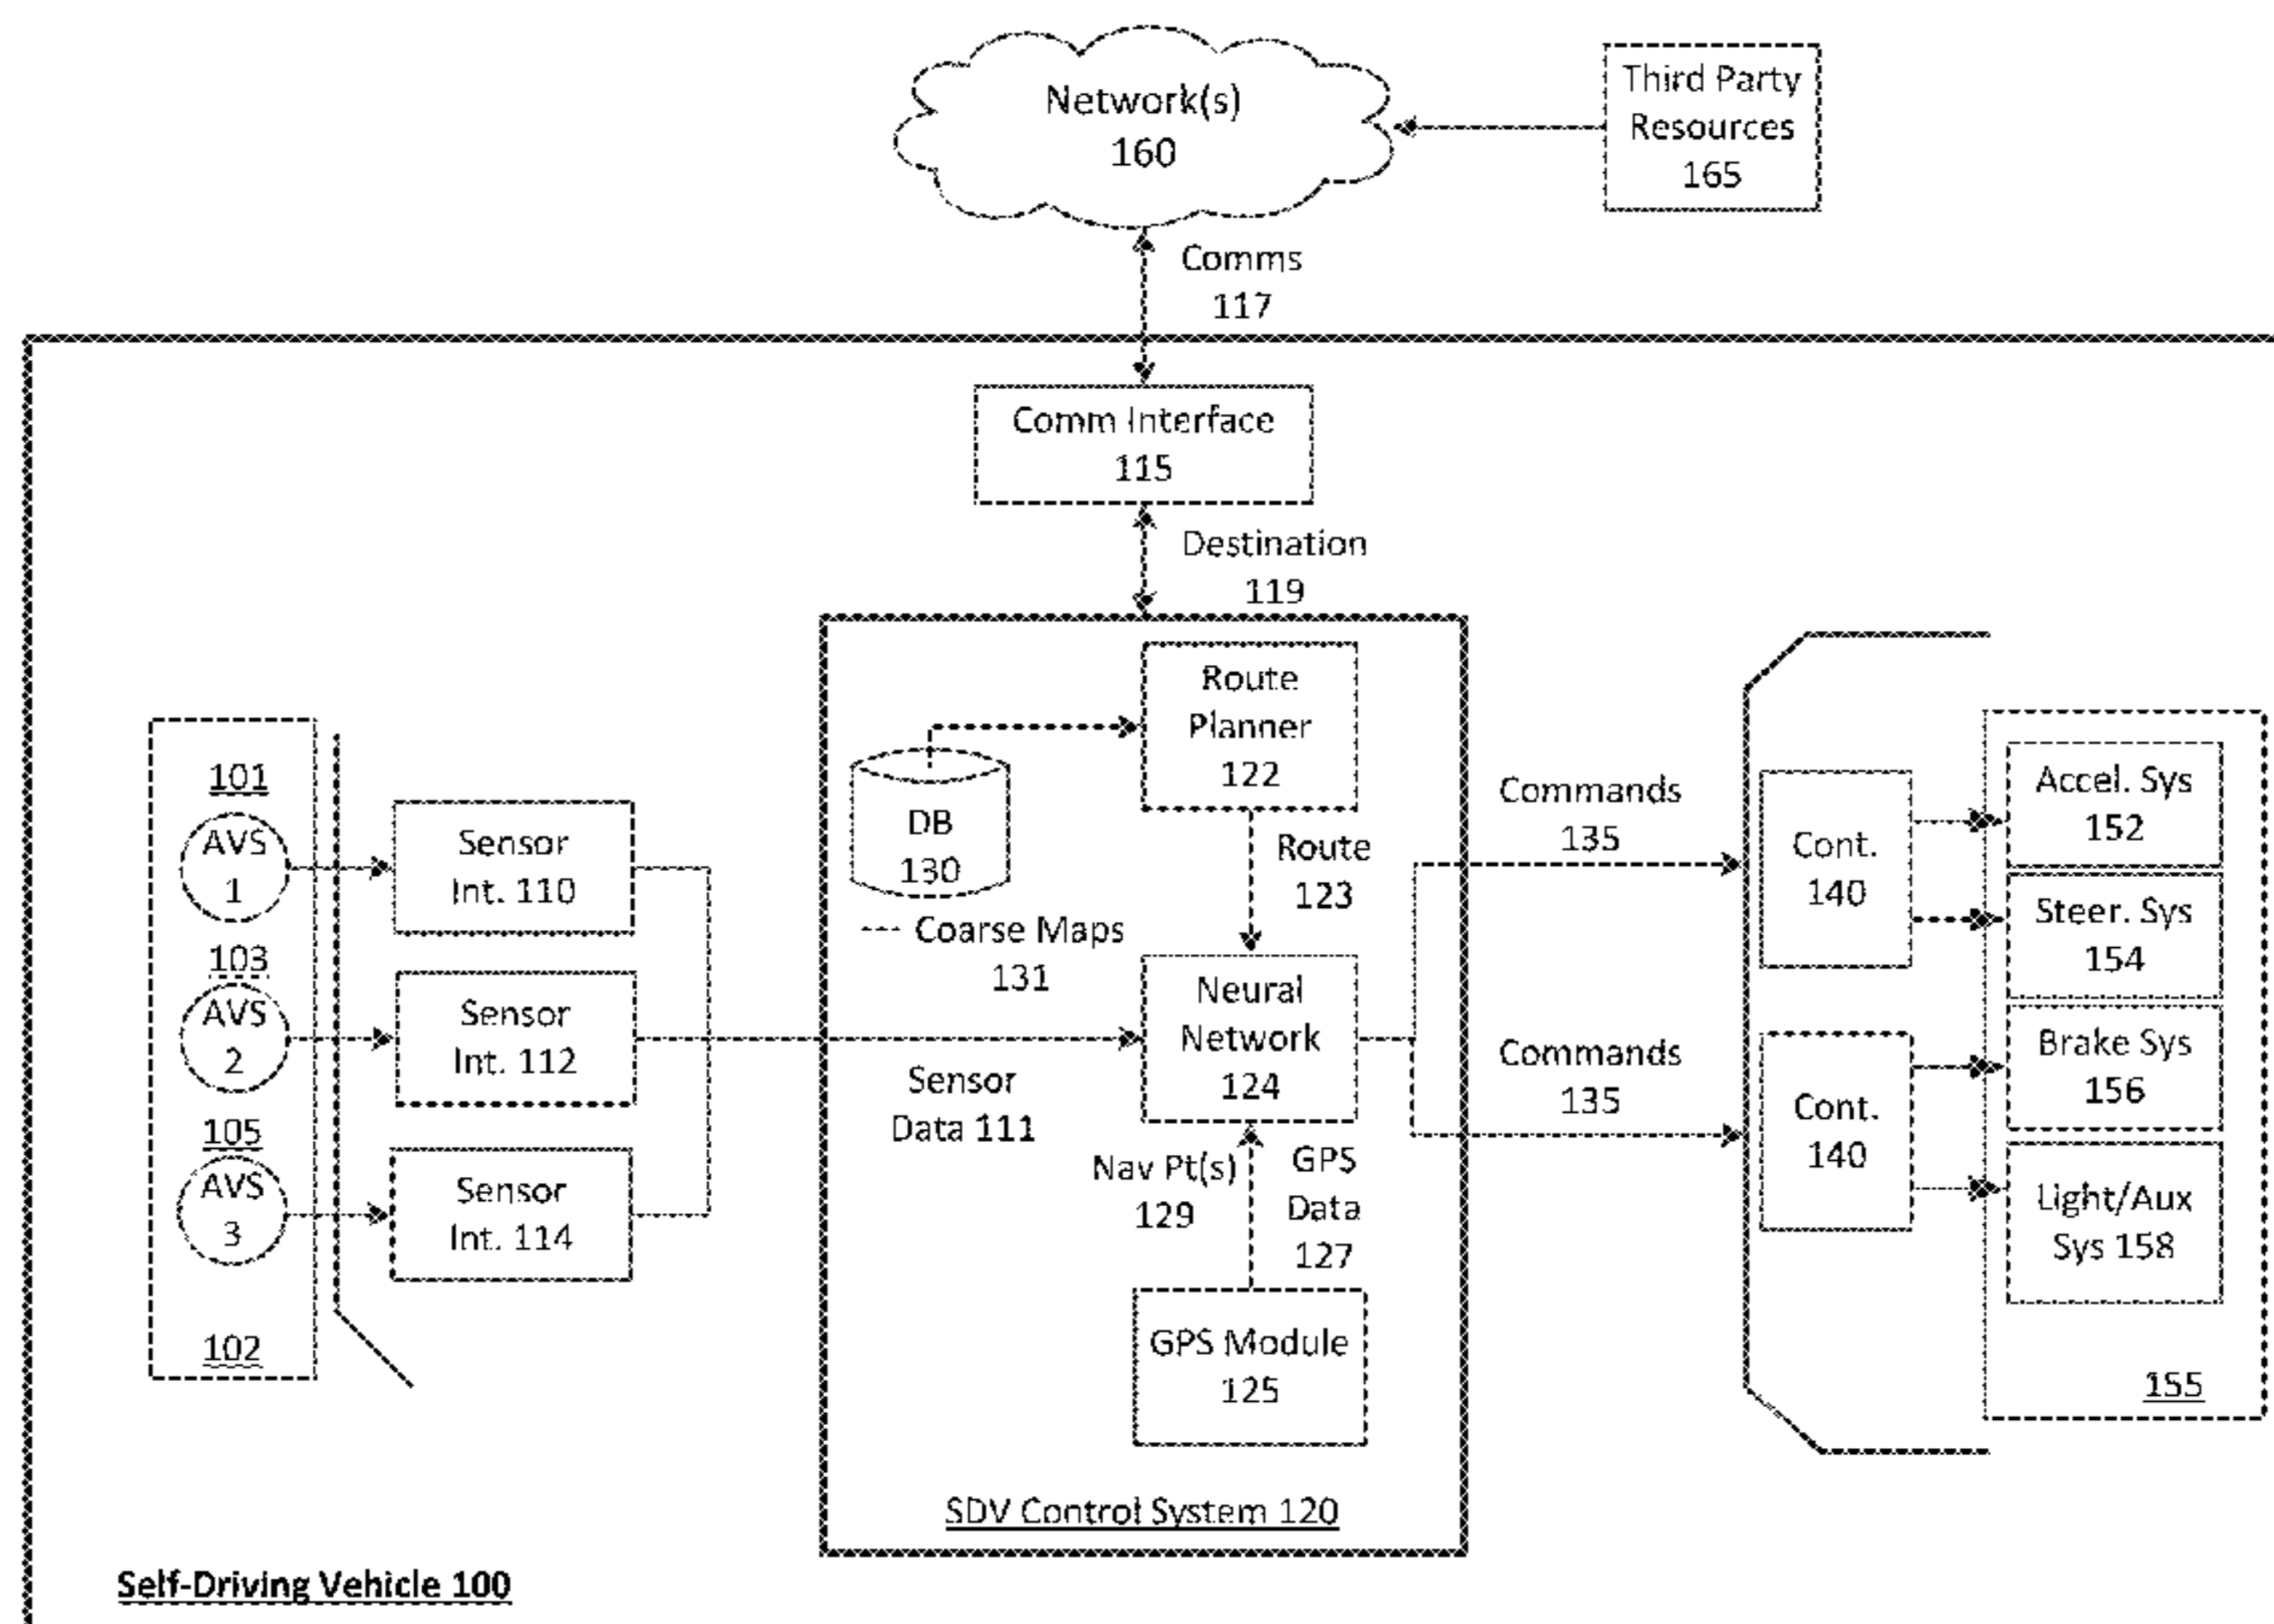 Network(s)
160
Third Party
Resources
165
Comms
117
Comm Interface
115
Destination
119
Route
Planner
122
DB
130
Coarse Maps
131
Route
123
Neural
Network
124
Sensor
Data 111
Nav Pt(s)
129
GPS
Data
127
GPS Module
125
SDV Control System 120
101
AVS
1
103
AVS
2
105
AVS
3
102
Sensor
Int. 110
Sensor
Int. 112
Sensor
Int. 114
Commands
135
Commands
135
Cont.
140
Cont.
140
Accel. Sys
152
Steer. Sys
154
Brake Sys
156
Light/Aux
Sys 158
155
Self-Driving Vehicle 100